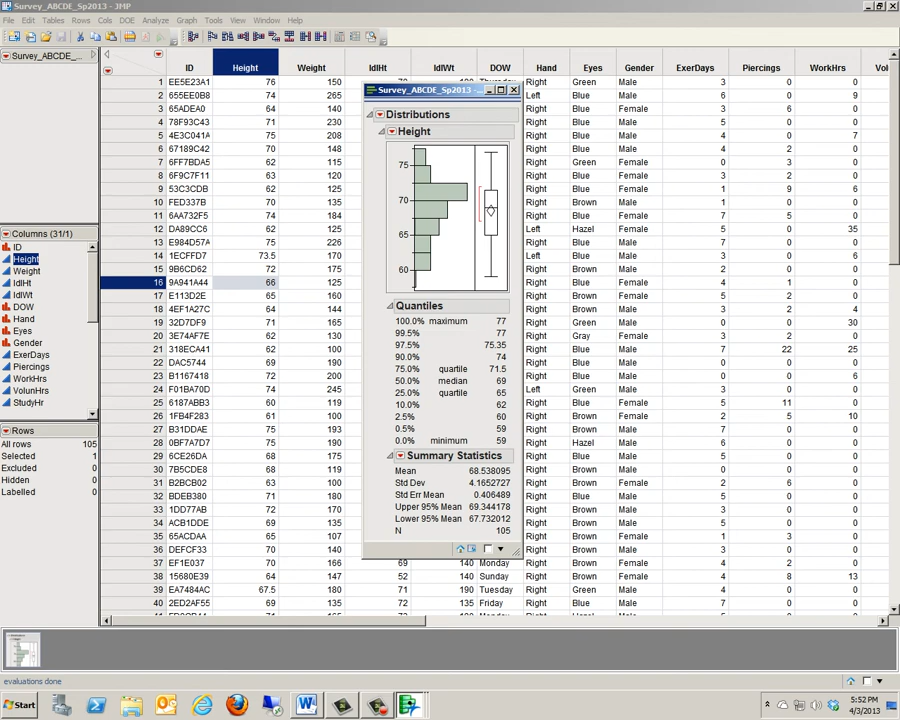 Survey_ABCDE_Sp2013 - JMP
File Edit Tables Rows Cols DOE Analyze Graph Tools View Window Help
Survey_ABCDE_...
ID Height Weight IdlHt IdlWt DOW Hand Eyes Gender ExerDays Piercings WorkHrs Vol
1 EE5E23A1 76 150 Right Green Male 3 0 0
2 655EE0B8 74 265 Left Blue Male 6 0 9
3 65ADEA0 64 140 Right Blue Female 3 6 0
4 78F93C43 71 230 Right Blue Male 5 0 0
5 4E3C041A 75 208 Right Blue Male 4 0 7
6 67189C42 70 148 Right Blue Male 4 2 0
7 6FF7BDA5 62 115 Right Green Female 0 3 0
8 6F9C7F11 63 120 Right Blue Female 3 2 0
9 53C3CDB 62 125 Right Blue Female 1 9 6
10 FED337B 70 135 Right Brown Male 1 0 0
11 6AA732F5 74 184 Right Blue Male 7 5 0
12 DA89CC6 62 125 Left Hazel Female 5 0 35
13 E984D57A 75 226 Right Blue Male 7 0 0
14 1ECFFD7 73.5 170 Left Blue Male 3 0 6
15 9B6CD62 72 175 Right Brown Male 2 0 0
16 9A941A44 66 125 Right Blue Male 4 1 0
17 E113D2E 65 160 Right Brown Female 5 2 0
18 4EF1A27C 64 144 Right Brown Male 3 2 4
19 32D7DF9 71 165 Right Green Male 0 0 30
20 3E74AF7E 62 130 Right Gray Female 3 2 0
21 318ECA41 62 100 Right Blue Female 7 22 25
22 DAC5744 69 190 Right Blue Male 4 0 0
23 B1167418 72 200 Right Blue Male 0 0 6
24 F01BA70D 74 245 Left Green Male 3 0 0
25 6187ABB3 60 119 Right Blue Female 5 11 0
26 1FB4F283 61 100 Right Brown Female 2 5 10
27 B31DDAE 75 193 Right Brown Male 4 0 0
28 0BF7A7D7 75 190 Right Hazel Male 4 0 0
29 6CE26DA 68 175 Right Blue Male 5 0 0
30 7B5CDE8 68 119 Right Brown Male 0 0 0
31 B2BCB02 63 100 Right Brown Female 2 6 0
32 BDEB380 71 180 Right Blue Male 5 0 0
33 1DD77AB 72 170 Right Brown Male 5 0 0
34 ACB1DDE 69 135 Right Brown Male 5 0 0
35 65ACDAA 65 107 Right Brown Female 1 3 0
36 DEFCF33 70 140 Right Brown Male 3 0 0
37 EF1E037 70 166 69 140 Monday Right Brown Female 4 2 0
38 15680E39 64 147 52 140 Sunday Right Brown Female 4 8 13
39 EA7484AC 67.5 180 71 190 Tuesday Right Green Male 4 0 0
40 2ED2AF55 69 135 72 135 Friday Right Blue Male 7 0 0
Columns (31/1)
ID
Height
Weight
IdlHt
IdlWt
DOW
Hand
Eyes
Gender
ExerDays
Piercings
WorkHrs
VolunHrs
StudyHr
Rows
All rows 105
Selected 1
Excluded 0
Hidden 0
Labelled 0
Survey_ABCDE_Sp2013 -...
Distributions
Height
75
70
65
60
Quantiles
100.0% maximum 77
99.5% 77
97.5% 75.35
90.0% 74
75.0% quartile 71.5
50.0% median 69
25.0% quartile 65
10.0% 62
2.5% 60
0.5% 59
0.0% minimum 59
Summary Statistics
Mean 68.538095
Std Dev 4.1652727
Std Err Mean 0.406489
Upper 95% Mean 69.344178
Lower 95% Mean 67.732012
N 105
evaluations done
Start
5:52 PM
4/3/2013